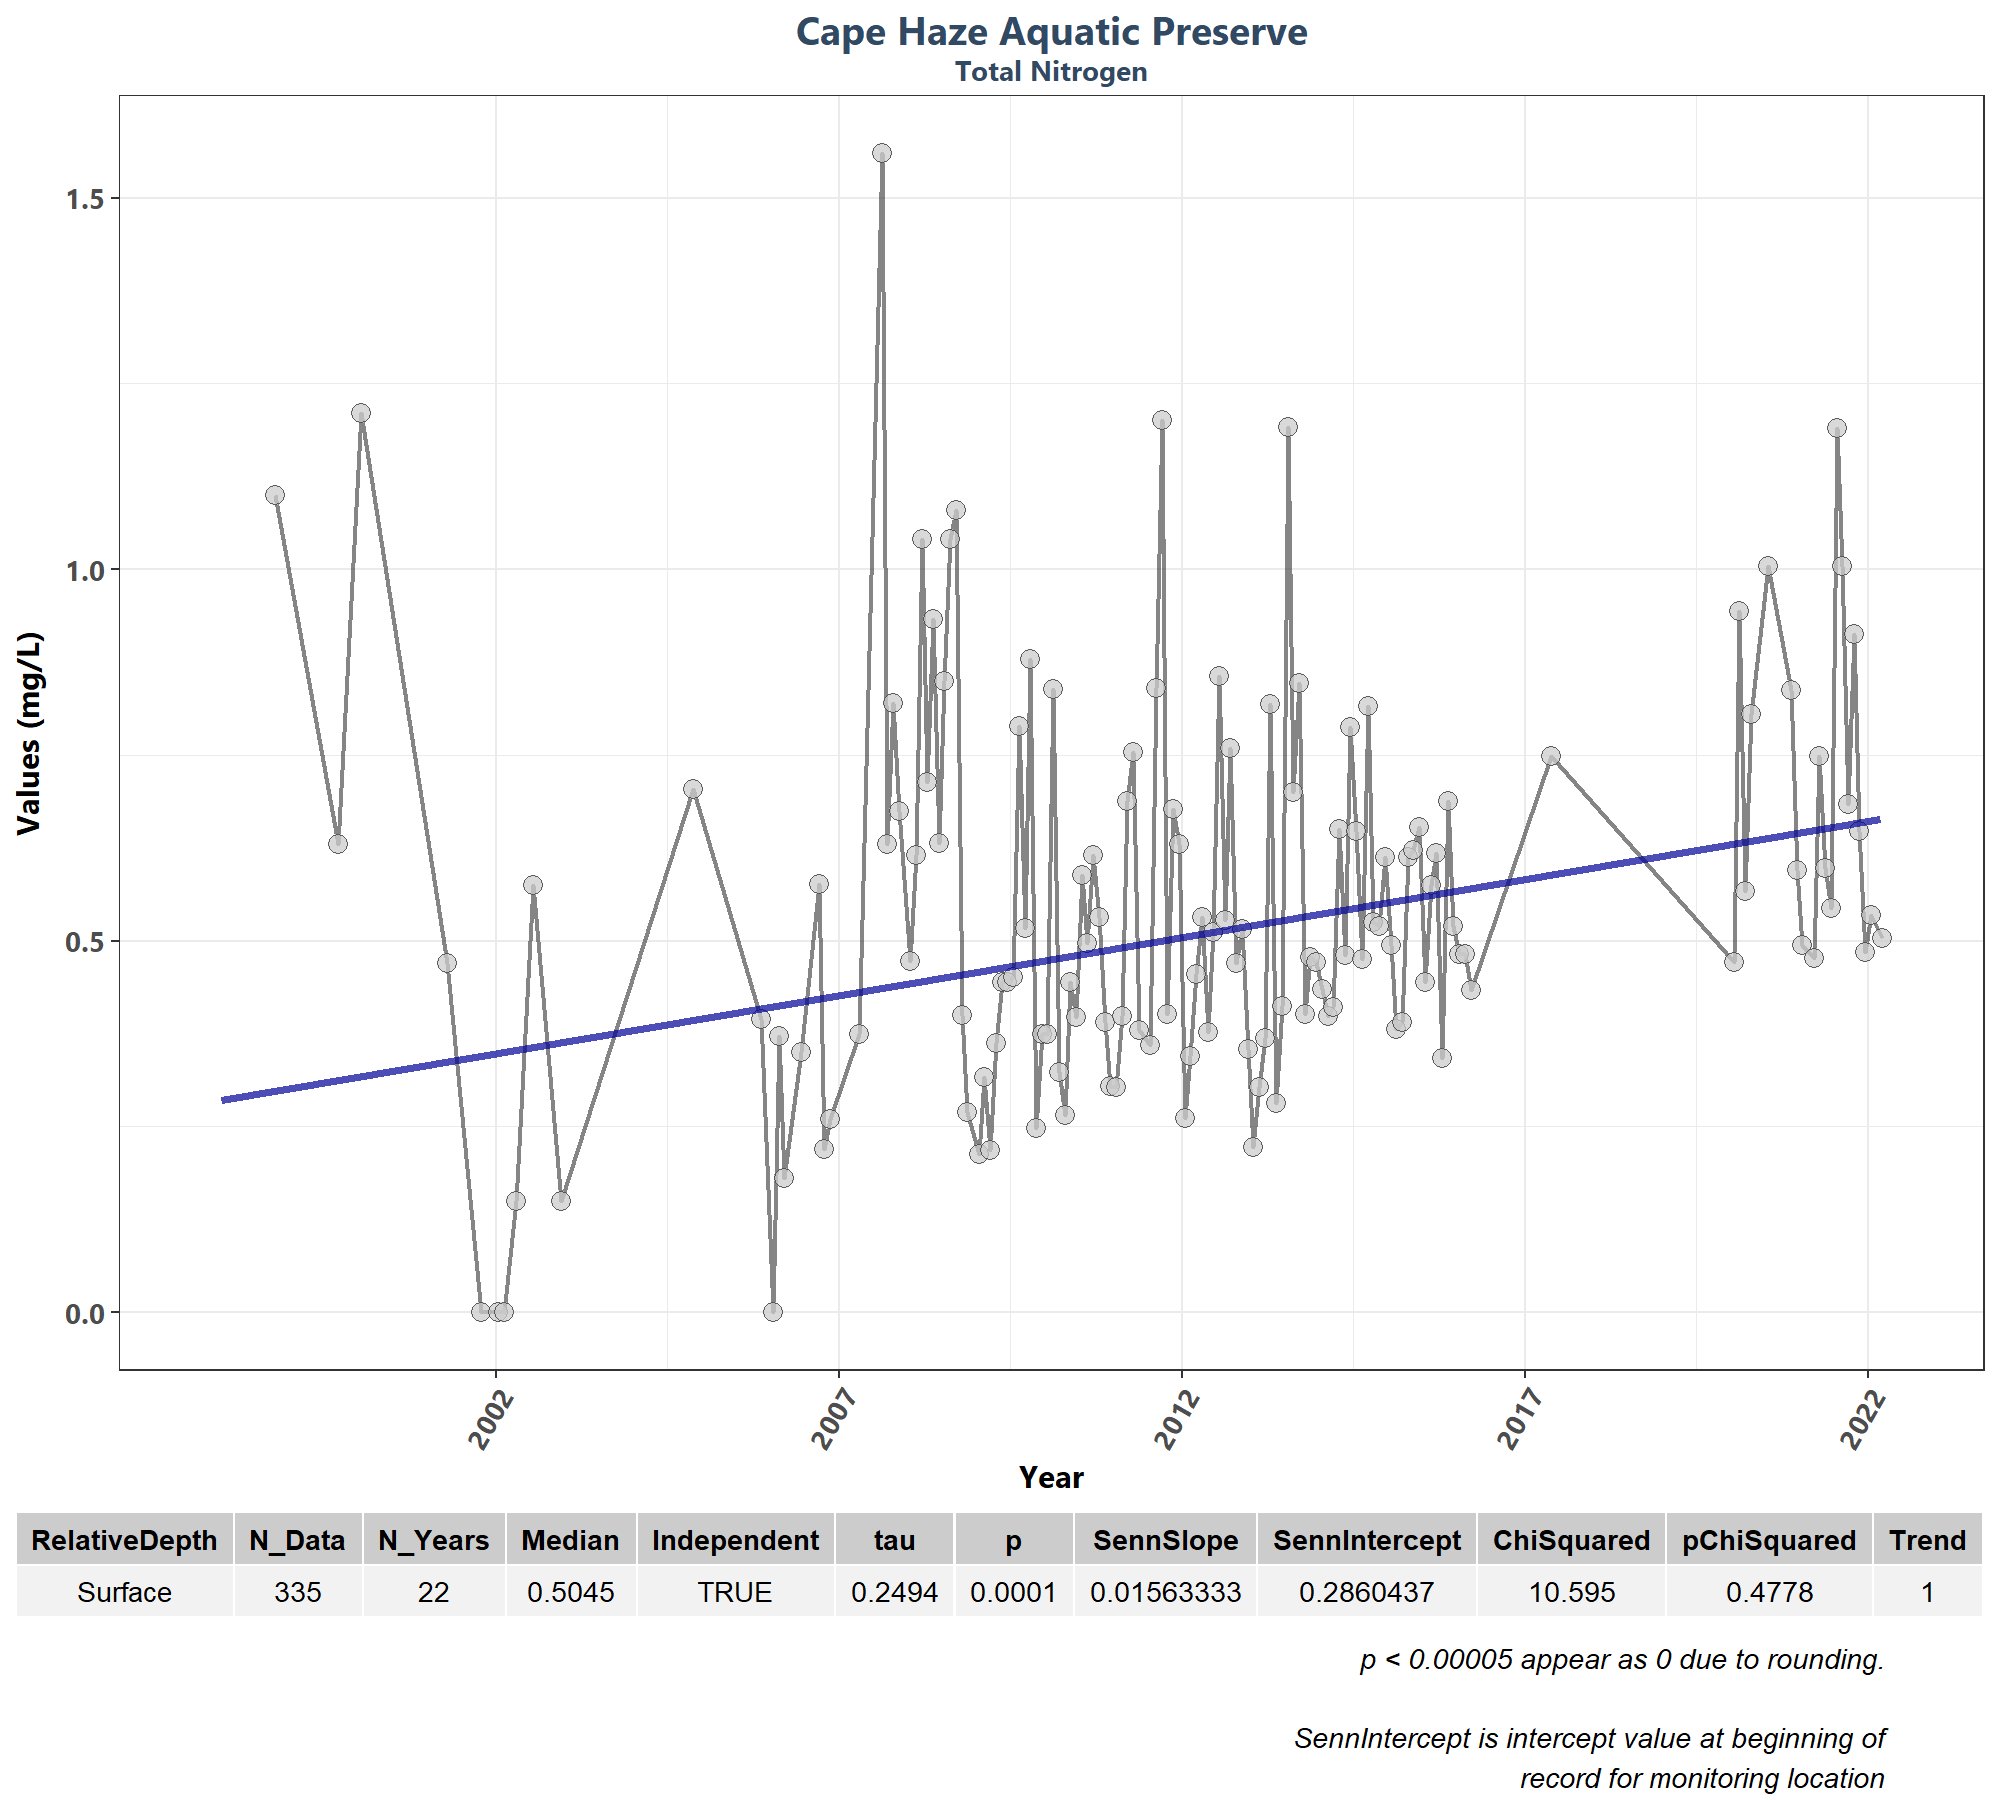 Cape Haze Aquatic Preserve
Total Nitrogen
Values (mg/L)
1.5
1.0
0.5
0.0
2002 2007 2012 2017 2022
Year
RelativeDepth N_Data N_Years Median Independent tau p SennSlope SennIntercept ChiSquared pChiSquared Trend
Surface 335 22 0.5045 TRUE 0.2494 0.0001 0.01563333 0.2860437 10.595 0.4778 1
p < 0.00005 appear as 0 due to rounding.
SennIntercept is intercept value at beginning of
record for monitoring location